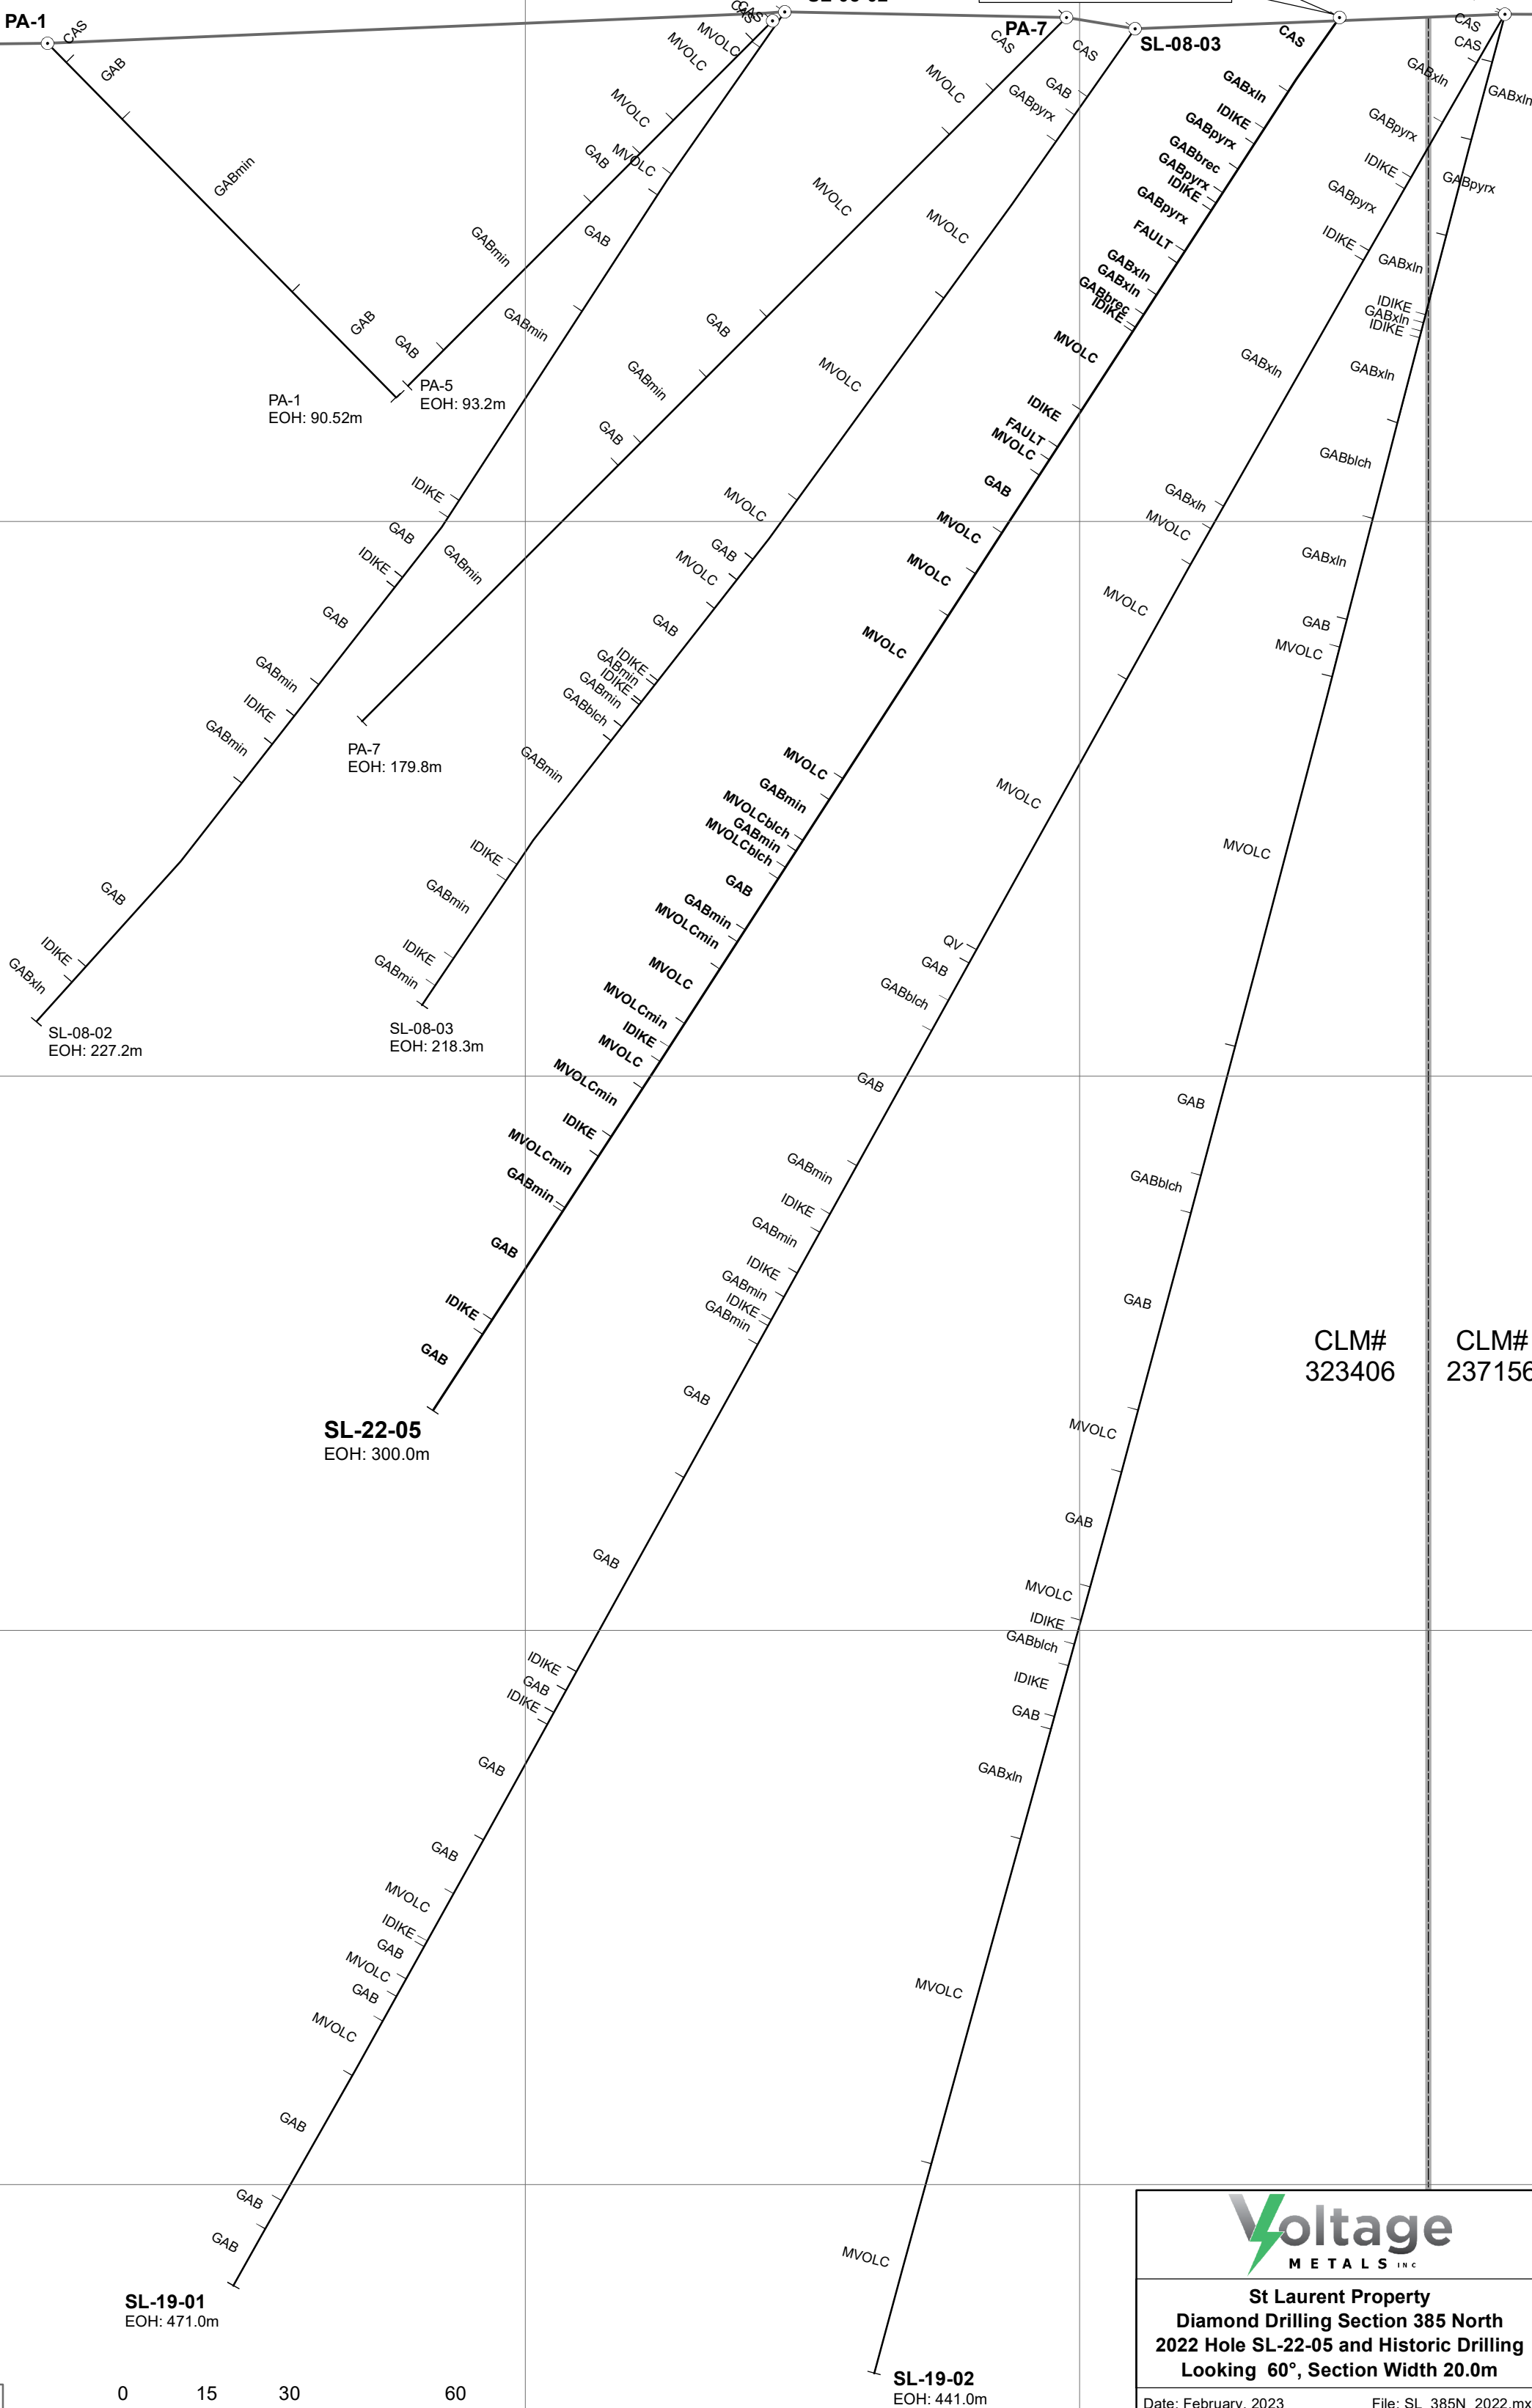 PA-1
PA-7
SL-08-03
CAS
GAB
GABmin
GAB
PA-1
EOH: 90.52m
CAS
MVOLC
MVOLC
GAB
GABmin
GAB
PA-5
EOH: 93.2m
CAS
MVOLC
MVOLC
GAB
GABmin
IDIKE
GAB
IDIKE
GAB
GABmin
IDIKE
GABmin
GAB
IDIKE
GABxln
SL-08-02
EOH: 227.2m
CAS
MVOLC
MVOLC
GAB
GABmin
GAB
GABmin
PA-7
EOH: 179.8m
CAS
GAB
GABpyrx
MVOLC
MVOLC
MVOLC
GAB
MVOLC
GAB
IDIKE
GABmin
IDIKE
GABmin
GABblch
GABmin
IDIKE
GABmin
IDIKE
GABmin
SL-08-03
EOH: 218.3m
CAS
GABxln
IDIKE
GABpyrx
GABbrec
GABpyrx
IDIKE
GABpyrx
FAULT
GABxln
GABxln
GABbrec
IDIKE
MVOLC
IDIKE
FAULT
MVOLC
GAB
MVOLC
MVOLC
MVOLC
MVOLC
GABmin
MVOLCblch
GABmin
MVOLCblch
GAB
GABmin
MVOLCmin
MVOLC
MVOLCmin
IDIKE
MVOLC
MVOLCmin
IDIKE
MVOLCmin
GABmin
GAB
IDIKE
GAB
SL-22-05
EOH: 300.0m
CAS
GABxln
GABpyrx
IDIKE
GABpyrx
IDIKE
GABxln
GABxln
MVOLC
MVOLC
MVOLC
QV
GAB
GABblch
GAB
GABmin
IDIKE
GABmin
IDIKE
GABmin
IDIKE
GABmin
GAB
GAB
IDIKE
GAB
IDIKE
GAB
GAB
MVOLC
IDIKE
GAB
MVOLC
GAB
MVOLC
GAB
GAB
GAB
SL-19-01
EOH: 471.0m
CAS
GABxln
GABpyrx
GABxln
IDIKE
GABxln
IDIKE
GABxln
GABblch
GABxln
GAB
MVOLC
MVOLC
GAB
GABblch
GAB
MVOLC
GAB
MVOLC
IDIKE
GABblch
IDIKE
GAB
GABxln
MVOLC
MVOLC
SL-19-02
EOH: 441.0m
CLM#
323406
CLM#
237156
0 15 30 60
Voltage
METALS INC
St Laurent Property
Diamond Drilling Section 385 North
2022 Hole SL-22-05 and Historic Drilling
Looking 60°, Section Width 20.0m
Date: February, 2023 File: SL_385N_2022.mx